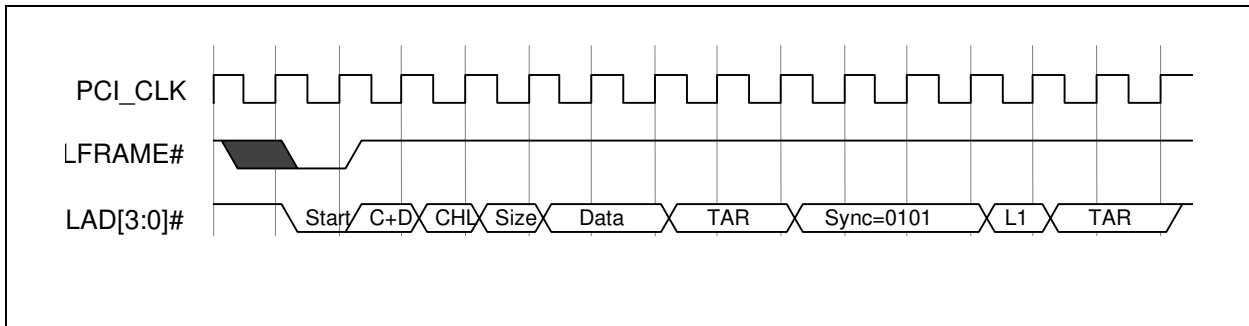 PCI_CLK
LFRAME#
LAD[3:0]# Start C+D CHL Size Data TAR Sync=0101 L1 TAR